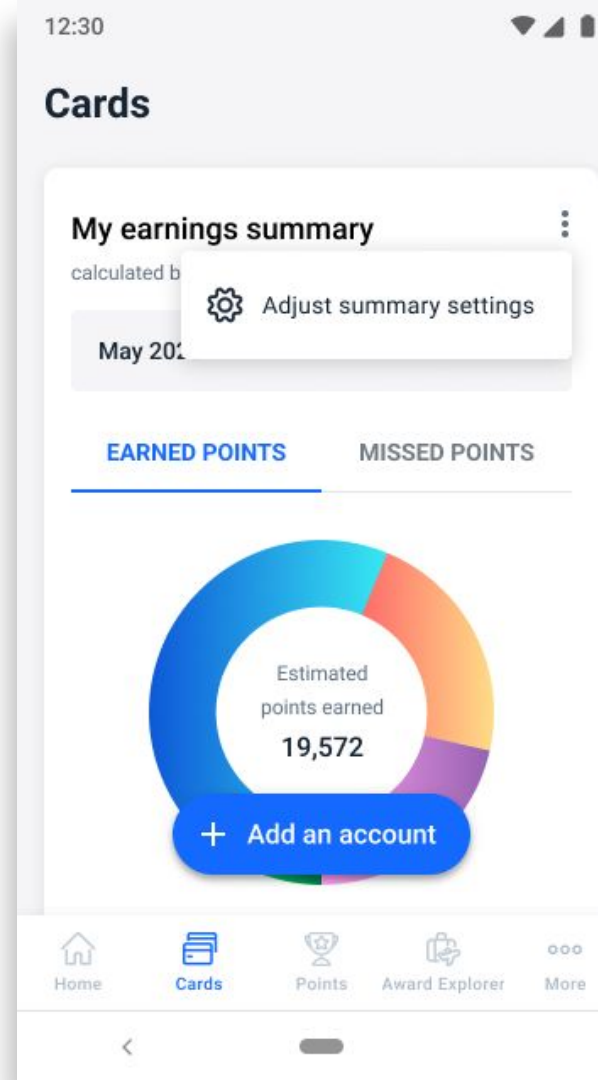 12:30
Cards
My earnings summary
calculated b
Adjust summary settings
May 202
EARNED POINTS MISSED POINTS
Estimated
points earned
19,572
+ Add an account
Home Cards Points Award Explorer More